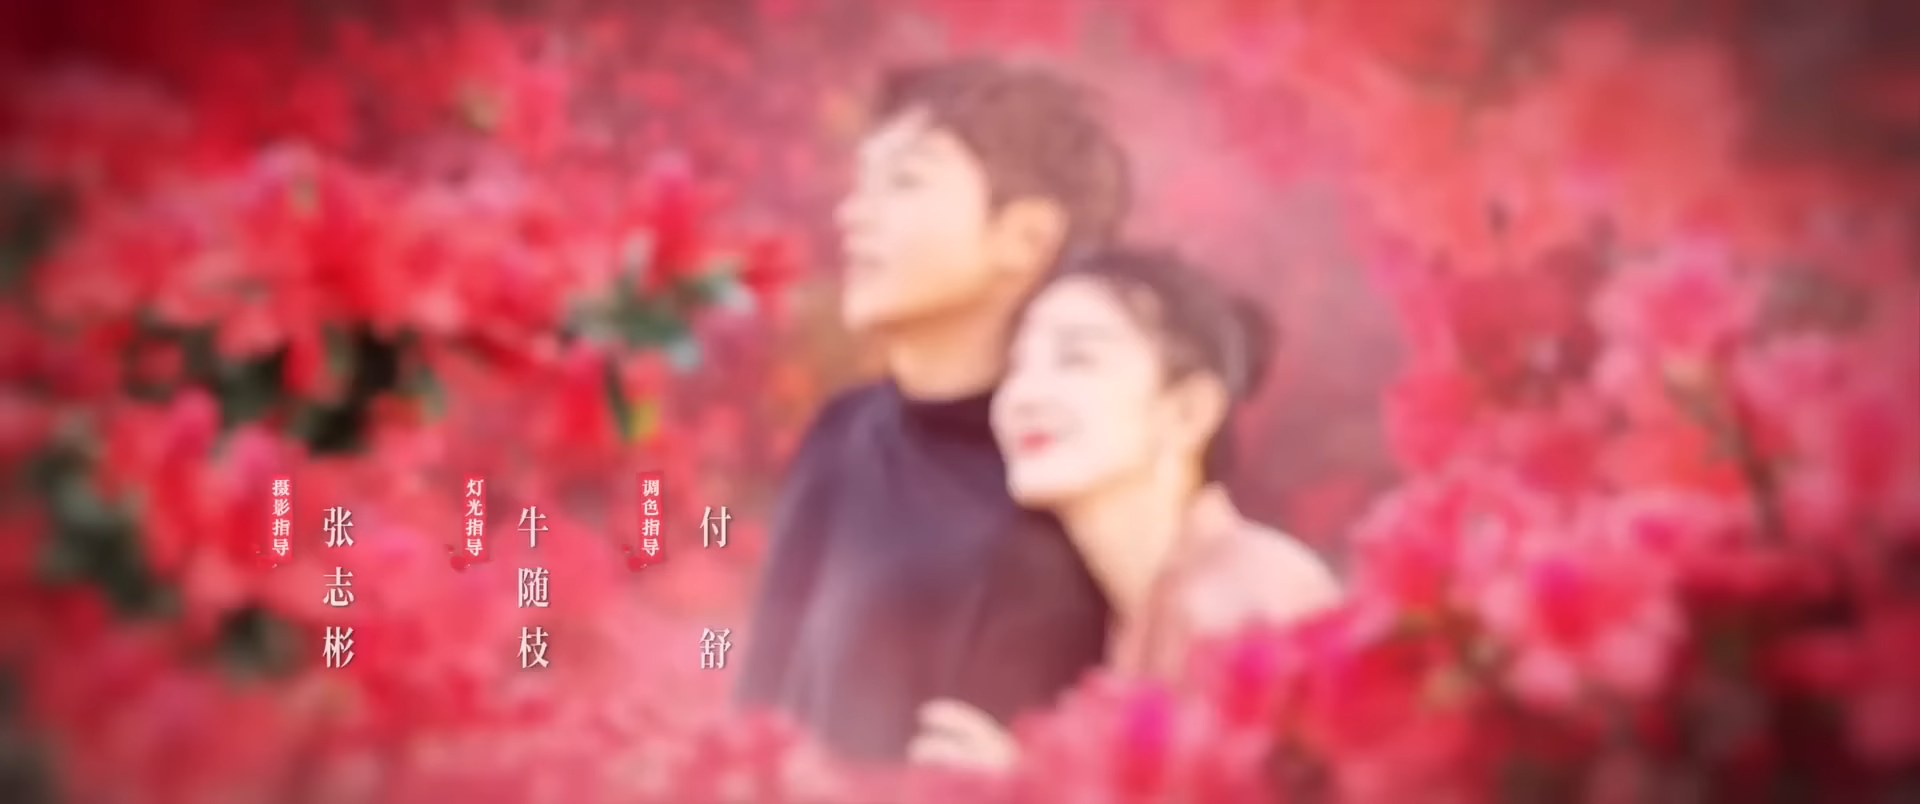 摄影指导
张志彬
灯光指导
牛随枝
调色指导
付舒